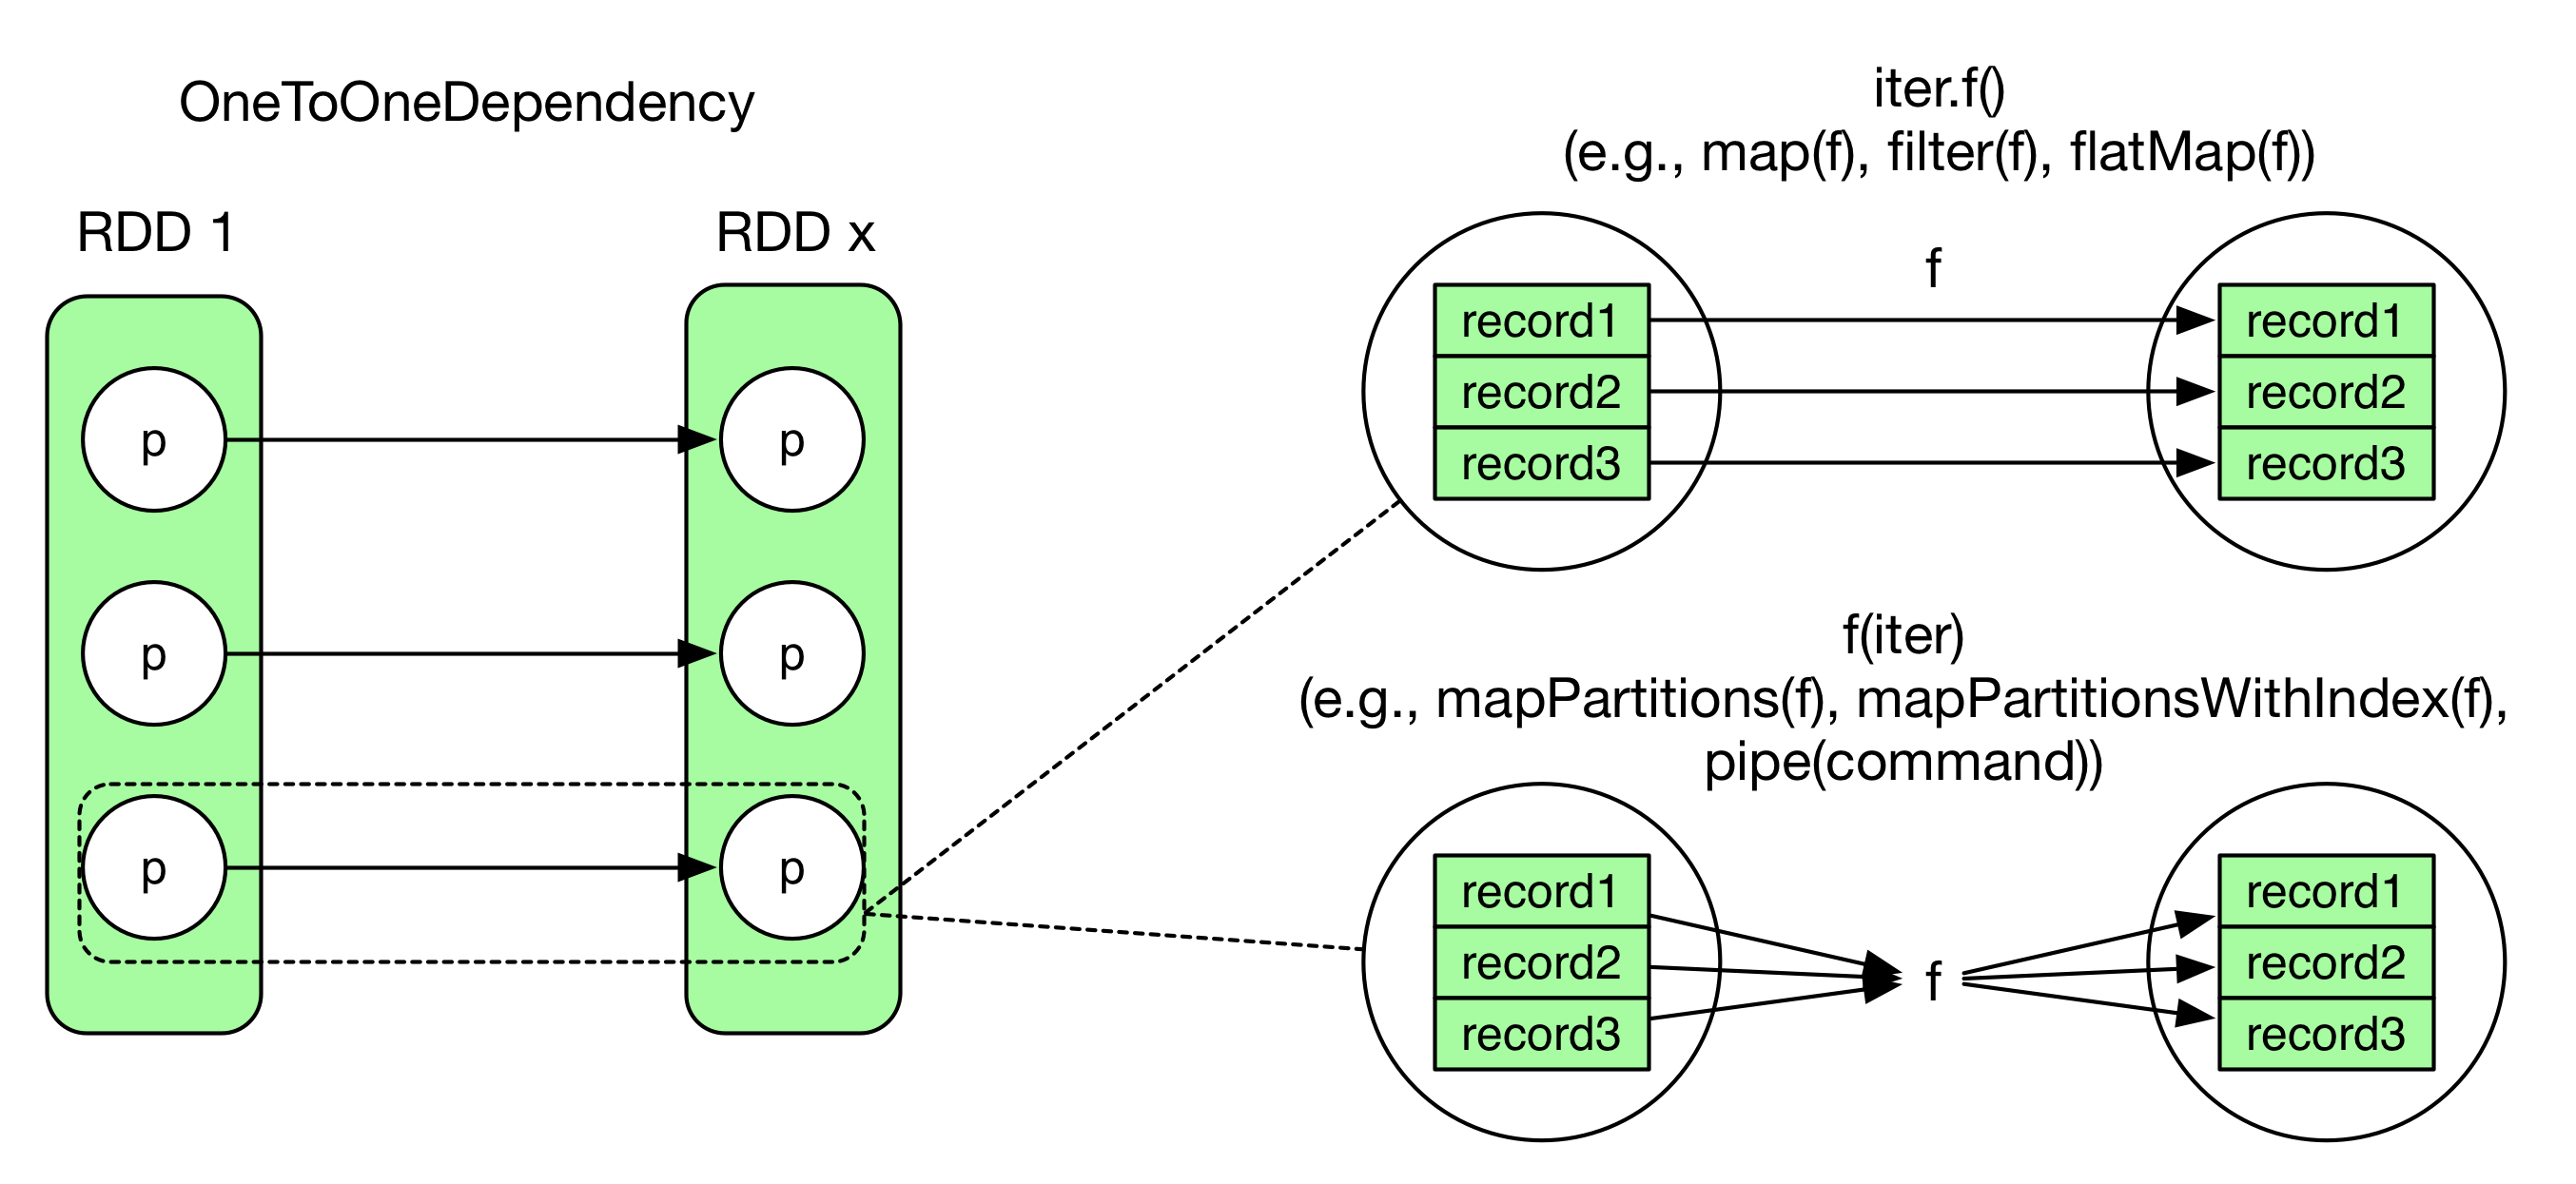 OneToOneDependency
RDD 1
RDD x
p
p
p
p
p
p
iter.f()
(e.g., map(f), filter(f), flatMap(f))
f
record1
record2
record3
record1
record2
record3
f(iter)
(e.g., mapPartitions(f), mapPartitionsWithIndex(f),
pipe(command))
record1
record2
record3
f
record1
record2
record3